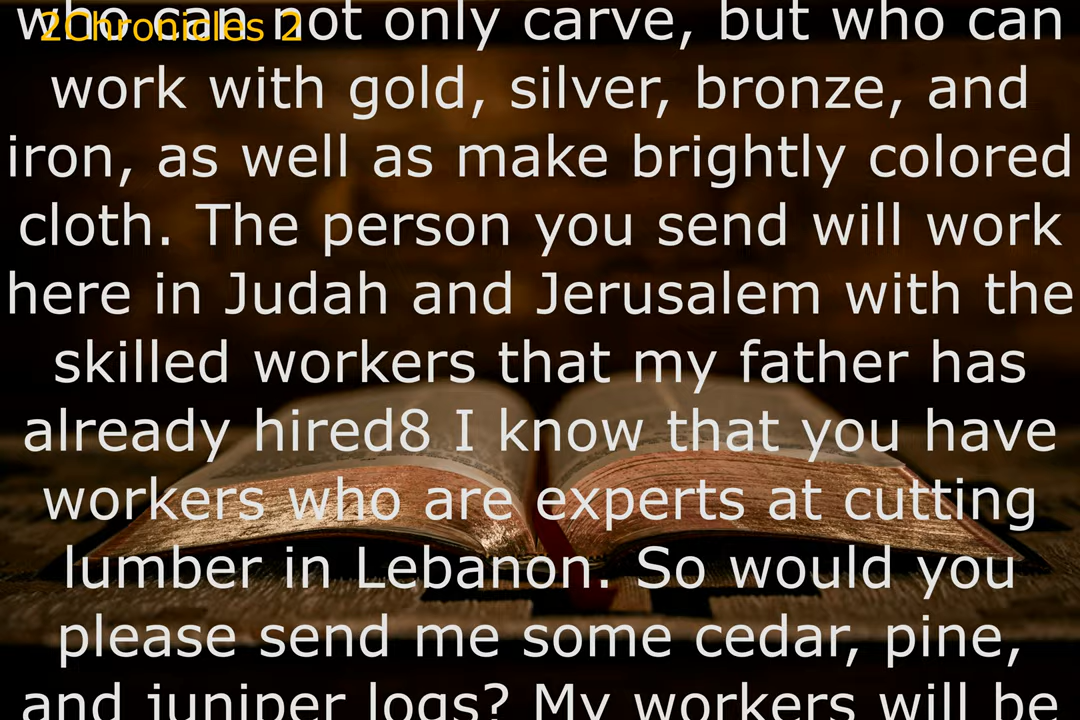 2Chronicles 2
who can not only carve, but who can
work with gold, silver, bronze, and
iron, as well as make brightly colored
cloth. The person you send will work
here in Judah and Jerusalem with the
skilled workers that my father has
already hired8 I know that you have
workers who are experts at cutting
lumber in Lebanon. So would you
please send me some cedar, pine,
and juniper logs? My workers will be